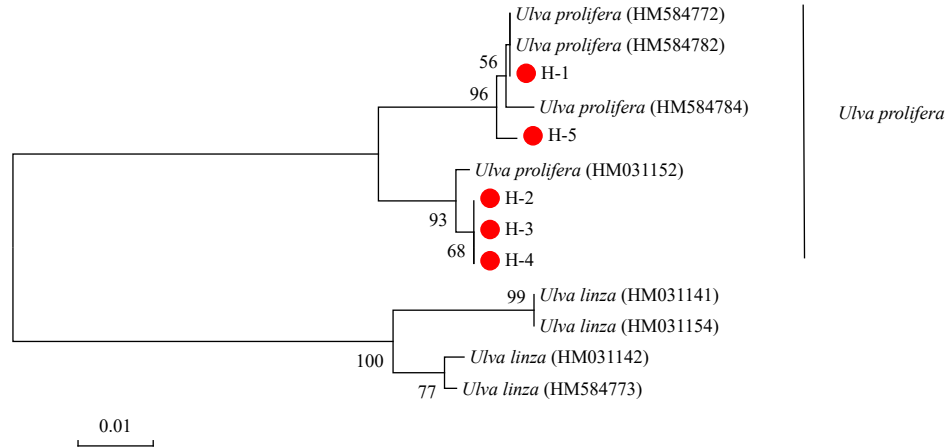 Ulva prolifera (HM584772)
Ulva prolifera (HM584782)
56
H-1
96
Ulva prolifera (HM584784)
Ulva prolifera
H-5
Ulva prolifera (HM031152)
H-2
93
H-3
68
H-4
99
Ulva linza (HM031141)
Ulva linza (HM031154)
100
Ulva linza (HM031142)
77
Ulva linza (HM584773)
0.01